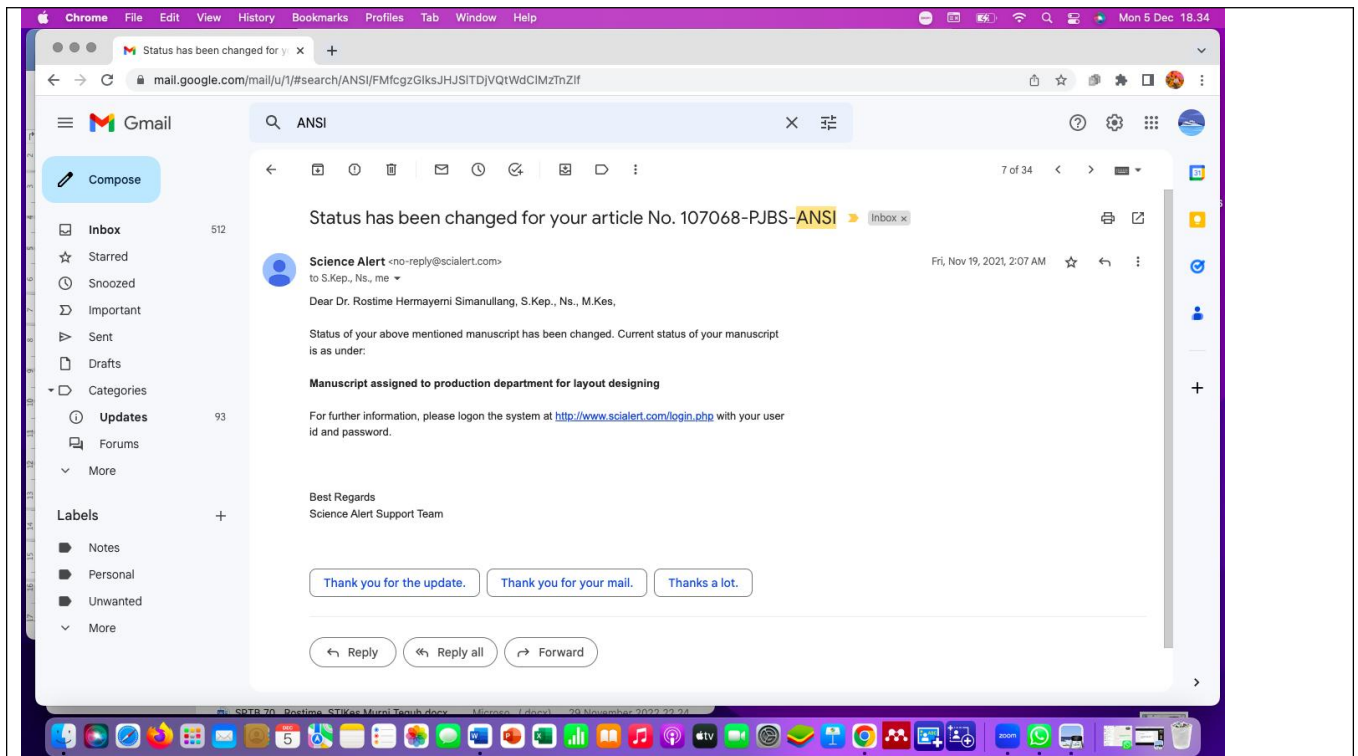 Chrome File Edit View History Bookmarks Profiles Tab Window Help Mon 5 Dec 18.34
Status has been changed for y
mail.google.com/mail/u/1/#search/ANSI/FMfcgzGlksJHJSlTDjVQtWdClMzTnZlf
Gmail
ANSI
Compose
7 of 34
Status has been changed for your article No. 107068-PJBS-ANSI Inbox x
Inbox 512
Starred
Snoozed
Important
Sent
Drafts
Categories
Updates 93
Forums
More
Labels
Notes
Personal
Unwanted
More
Science Alert <no-reply@scialert.com> Fri, Nov 19, 2021, 2:07 AM
to S.Kep., Ns., me
Dear Dr. Rostime Hermayerni Simanullang, S.Kep., Ns., M.Kes,
Status of your above mentioned manuscript has been changed. Current status of your manuscript
is as under:
Manuscript assigned to production department for layout designing
For further information, please logon the system at http://www.scialert.com/login.php with your user
id and password.
Best Regards
Science Alert Support Team
Thank you for the update. Thank you for your mail. Thanks a lot.
Reply Reply all Forward
DEC
5
tv
zoom